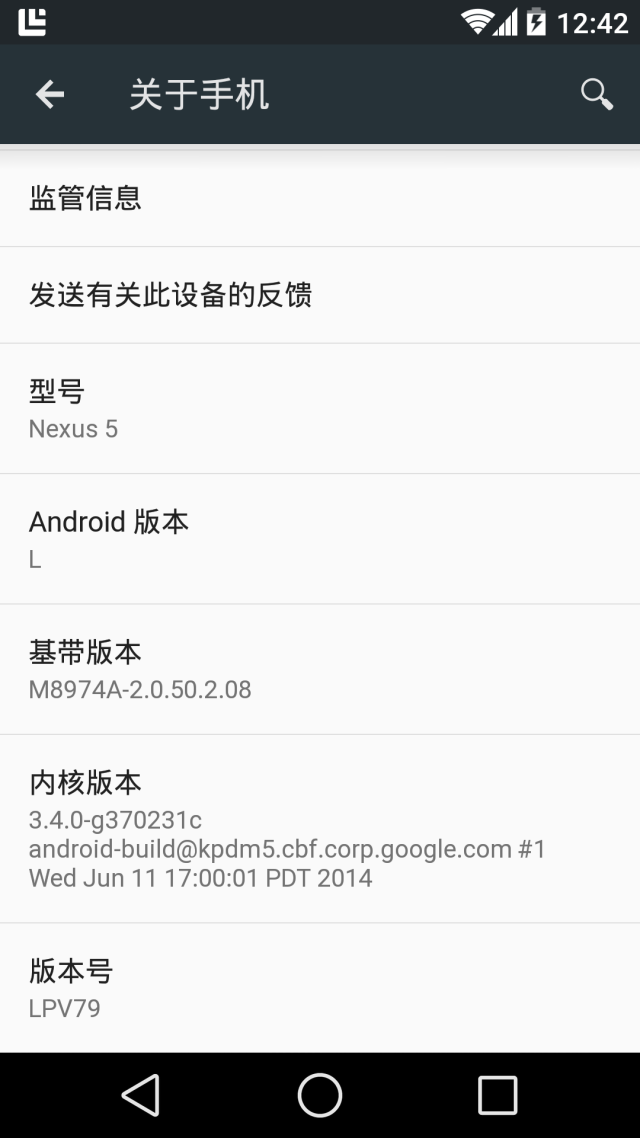 12:42
关于手机
监管信息
发送有关此设备的反馈
型号
Nexus 5
Android 版本
L
基带版本
M8974A-2.0.50.2.08
内核版本
3.4.0-g370231c
android-build@kpdm5.cbf.corp.google.com #1
Wed Jun 11 17:00:01 PDT 2014
版本号
LPV79